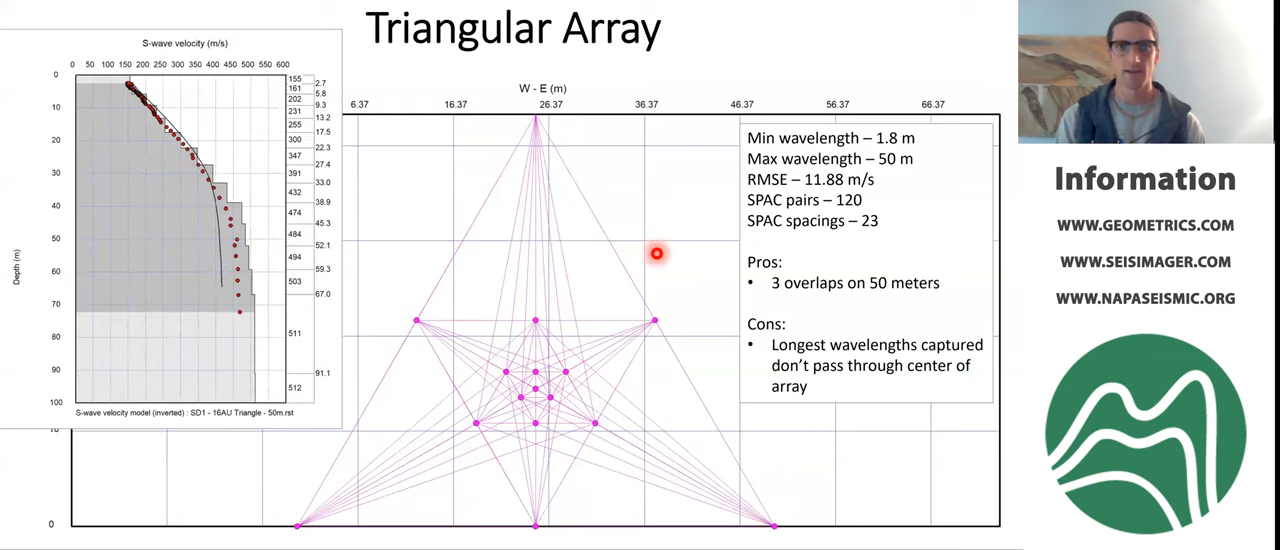 Triangular Array
S-wave velocity (m/s)
0 50 100 150 200 250 300 350 400 450 500 550 600
0
10
20
30
40
50
60
70
80
90
100
Depth (m)
155
161
202
231
255
300
347
391
432
474
484
494
503
511
512
2.7
5.8
9.3
13.2
17.5
22.3
27.4
33.0
38.9
45.3
52.1
59.3
67.0
91.1
S-wave velocity model (inverted) : SD1 - 16AU Triangle - 50m.rst
W - E (m)
6.37 16.37 26.37 36.37 46.37 56.37 66.37
0
Min wavelength – 1.8 m
Max wavelength – 50 m
RMSE – 11.88 m/s
SPAC pairs – 120
SPAC spacings – 23
Pros:
• 3 overlaps on 50 meters
Cons:
• Longest wavelengths captured
don’t pass through center of
array
Information
WWW.GEOMETRICS.COM
WWW.SEISIMAGER.COM
WWW.NAPASEISMIC.ORG